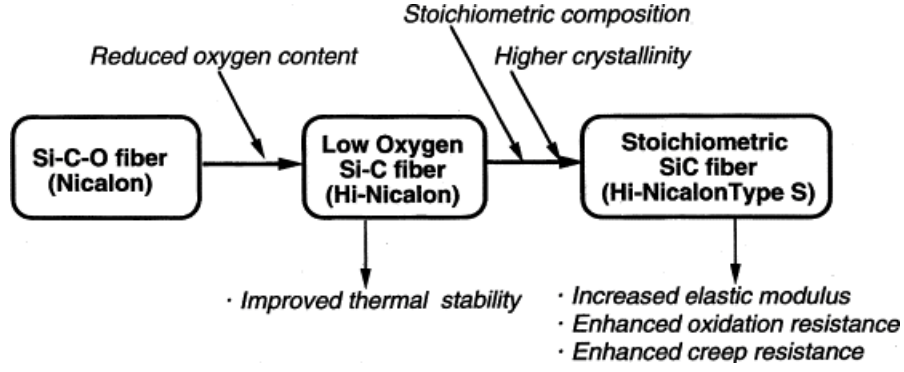 Stoichiometric composition
Reduced oxygen content
Higher crystallinity
Si-C-O fiber
(Nicalon)
Low Oxygen
Si-C fiber
(Hi-Nicalon)
Stoichiometric
SiC fiber
(Hi-NicalonType S)
· Improved thermal stability
· Increased elastic modulus
· Enhanced oxidation resistance
· Enhanced creep resistance